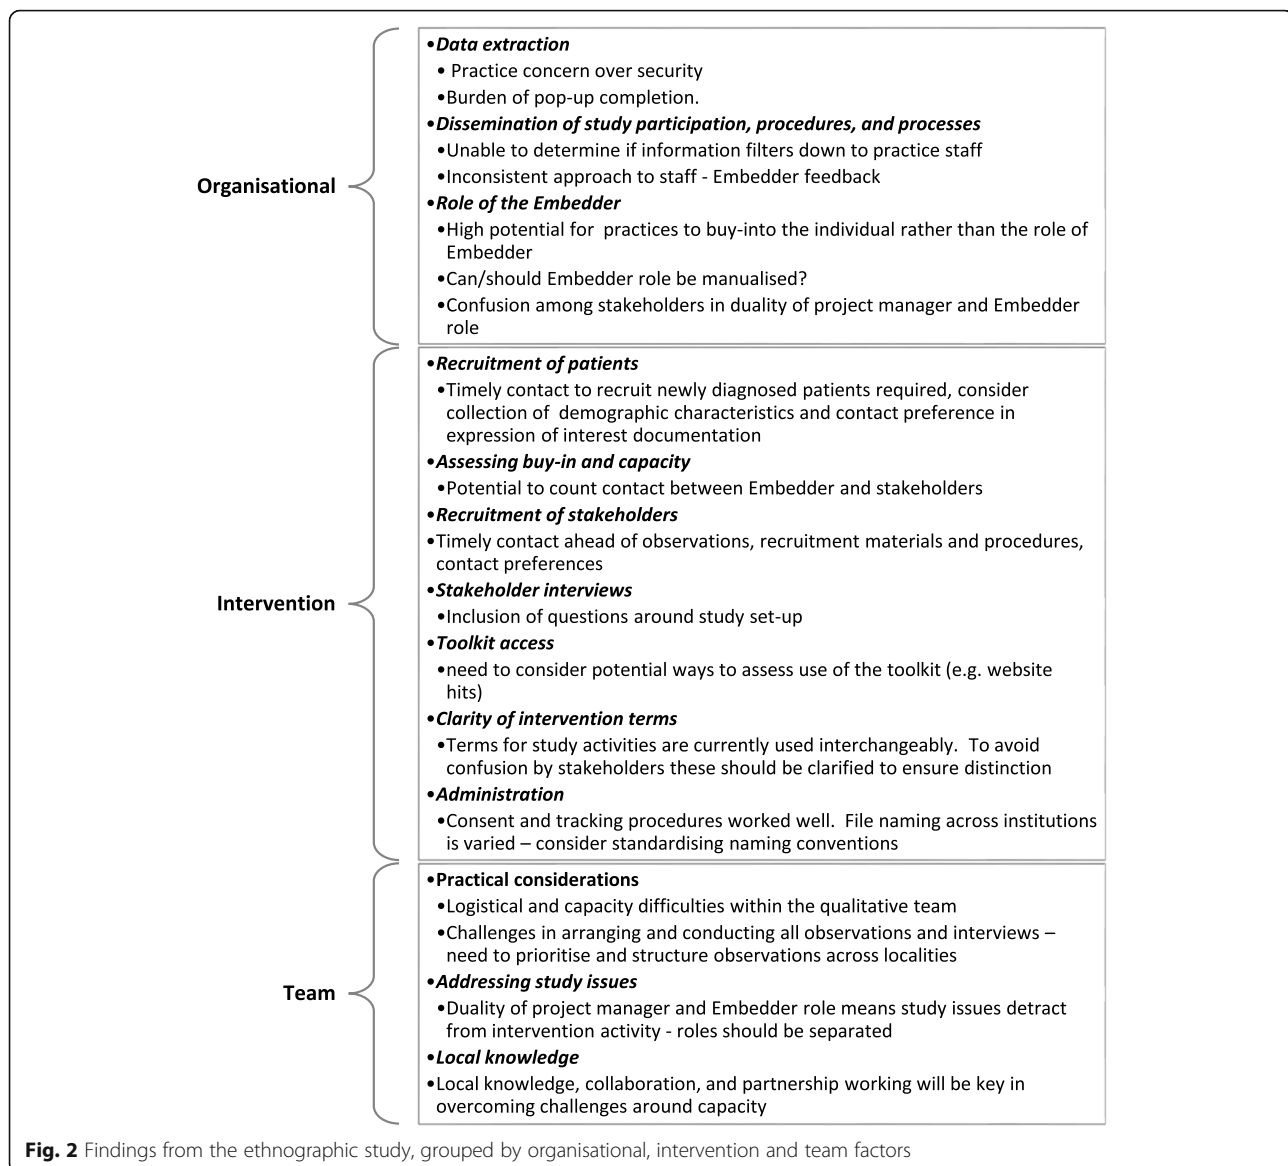 Organisational
•Data extraction
• Practice concern over security
•Burden of pop-up completion.
•Dissemination of study participation, procedures, and processes
•Unable to determine if information filters down to practice staff
•Inconsistent approach to staff - Embedder feedback
•Role of the Embedder
•High potential for practices to buy-into the individual rather than the role of
Embedder
•Can/should Embedder role be manualised?
•Confusion among stakeholders in duality of project manager and Embedder
role
Intervention
•Recruitment of patients
•Timely contact to recruit newly diagnosed patients required, consider
collection of demographic characteristics and contact preference in
expression of interest documentation
•Assessing buy-in and capacity
•Potential to count contact between Embedder and stakeholders
•Recruitment of stakeholders
•Timely contact ahead of observations, recruitment materials and procedures,
contact preferences
•Stakeholder interviews
•Inclusion of questions around study set-up
•Toolkit access
•need to consider potential ways to assess use of the toolkit (e.g. website
hits)
•Clarity of intervention terms
•Terms for study activities are currently used interchangeably. To avoid
confusion by stakeholders these should be clarified to ensure distinction
•Administration
•Consent and tracking procedures worked well. File naming across institutions
is varied – consider standardising naming conventions
Team
•Practical considerations
•Logistical and capacity difficulties within the qualitative team
•Challenges in arranging and conducting all observations and interviews –
need to prioritise and structure observations across localities
•Addressing study issues
•Duality of project manager and Embedder role means study issues detract
from intervention activity - roles should be separated
•Local knowledge
•Local knowledge, collaboration, and partnership working will be key in
overcoming challenges around capacity
Fig. 2 Findings from the ethnographic study, grouped by organisational, intervention and team factors